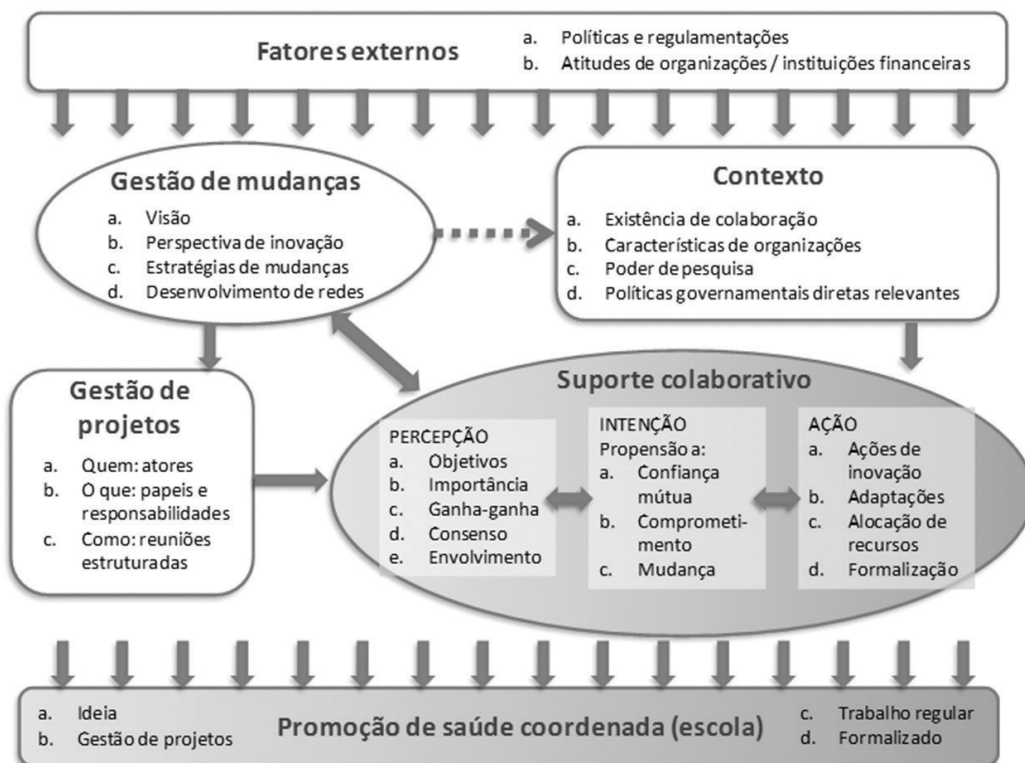 Fatores externos
a. Políticas e regulamentações
b. Atitudes de organizações / instituições financeiras
Gestão de mudanças
a. Visão
b. Perspectiva de inovação
c. Estratégias de mudanças
d. Desenvolvimento de redes
Contexto
a. Existência de colaboração
b. Características de organizações
c. Poder de pesquisa
d. Políticas governamentais diretas relevantes
Gestão de
projetos
a. Quem: atores
b. O que: papeis e
responsabilidades
c. Como: reuniões
estruturadas
Suporte colaborativo
PERCEPÇÃO
a. Objetivos
b. Importância
c. Ganha-ganha
d. Consenso
e. Envolvimento
INTENÇÃO
Propensão a:
a. Confiança
mútua
b. Comprometi-
mento
c. Mudança
AÇÃO
a. Ações de
inovação
b. Adaptações
c. Alocação de
recursos
d. Formalização
a. Ideia
b. Gestão de projetos
Promoção de saúde coordenada (escola)
c. Trabalho regular
d. Formalizado